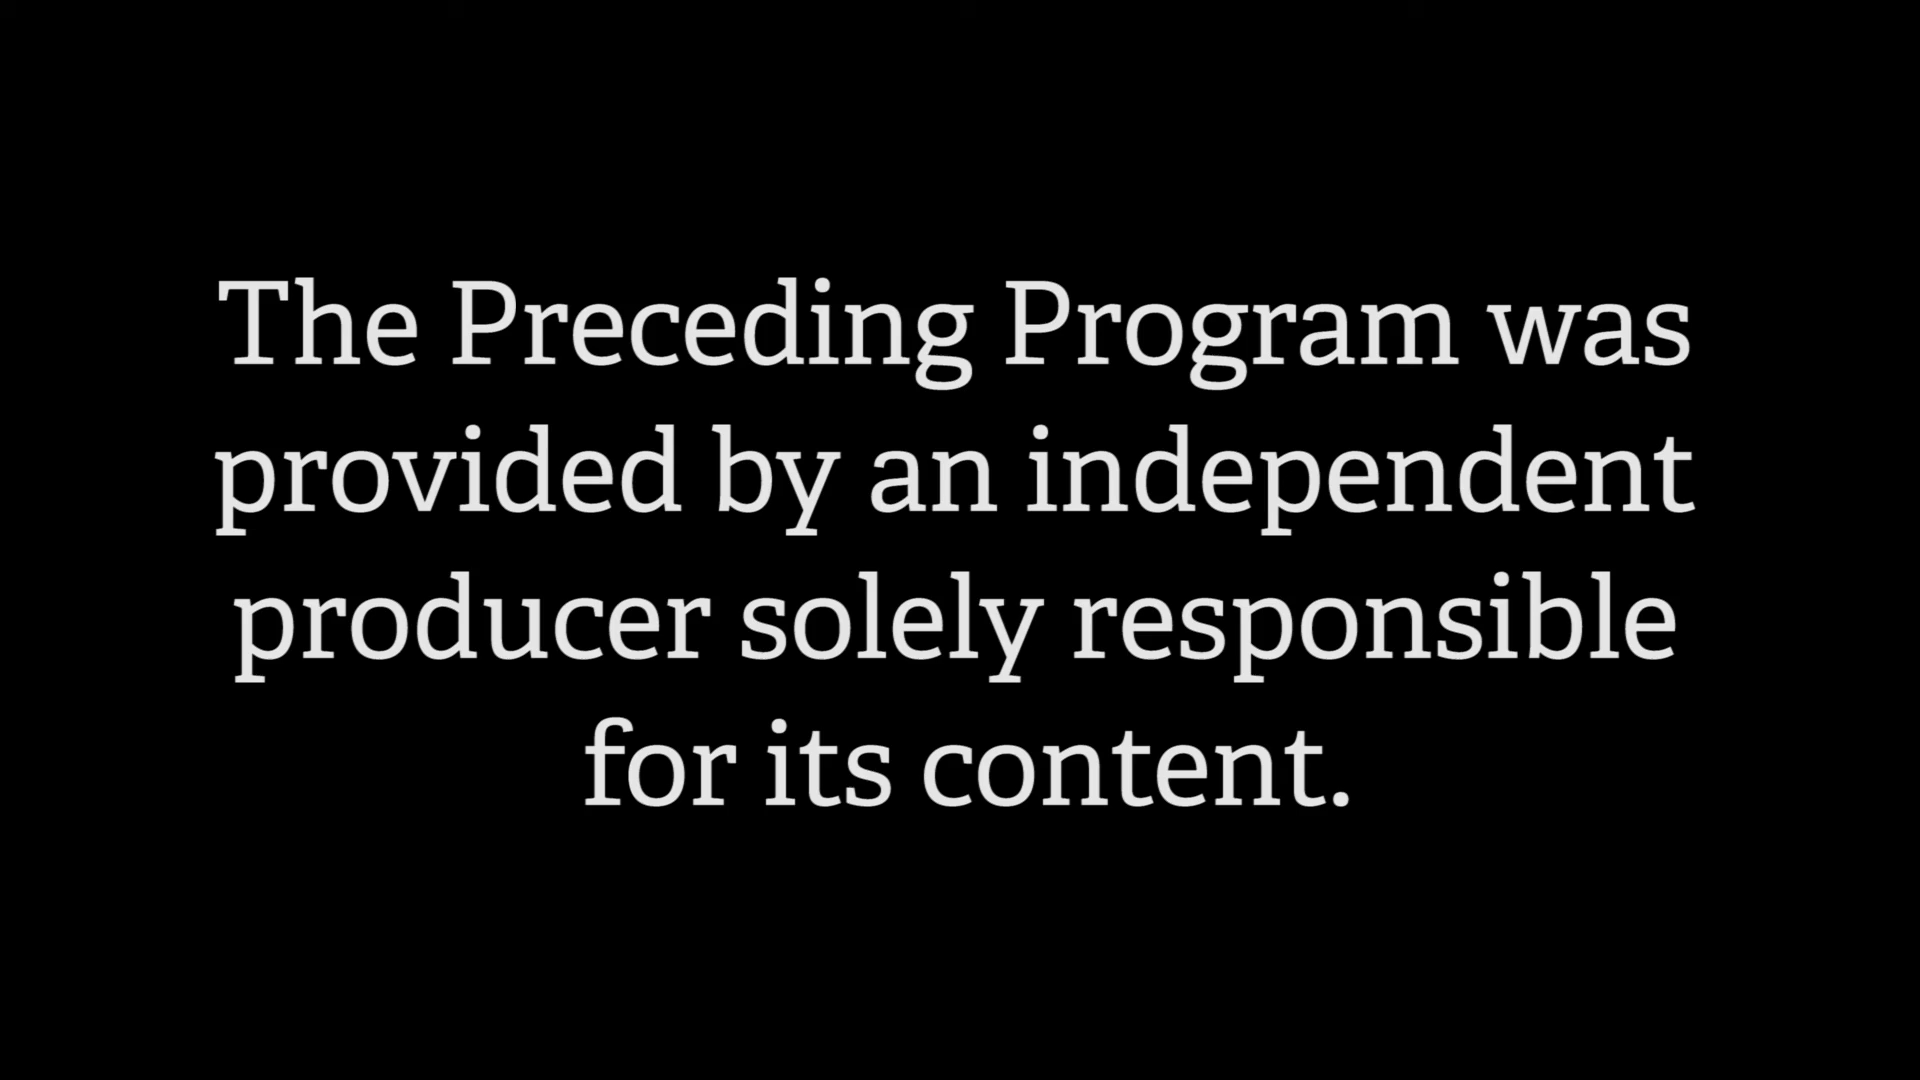 The Preceding Program was
provided by an independent
producer solely responsible
for its content.